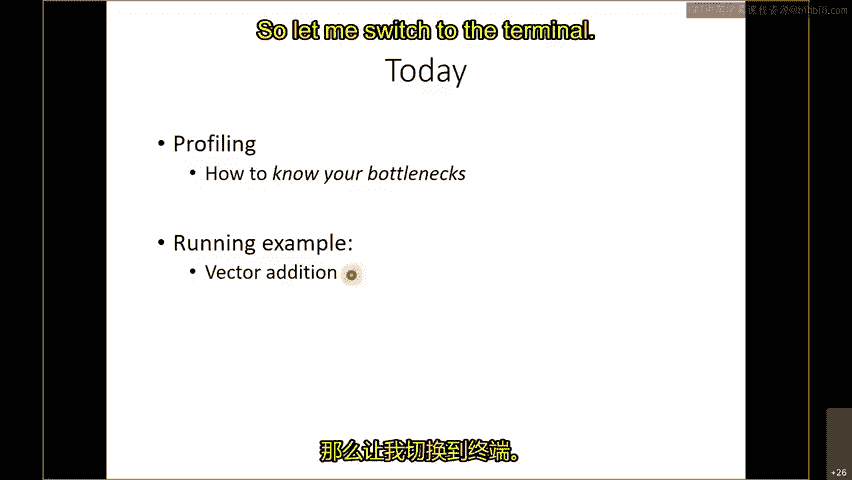 So let me switch to the terminal.
Today
• Profiling
• How to know your bottlenecks
• Running example:
• Vector addition
那么让我切换到终端。
+26